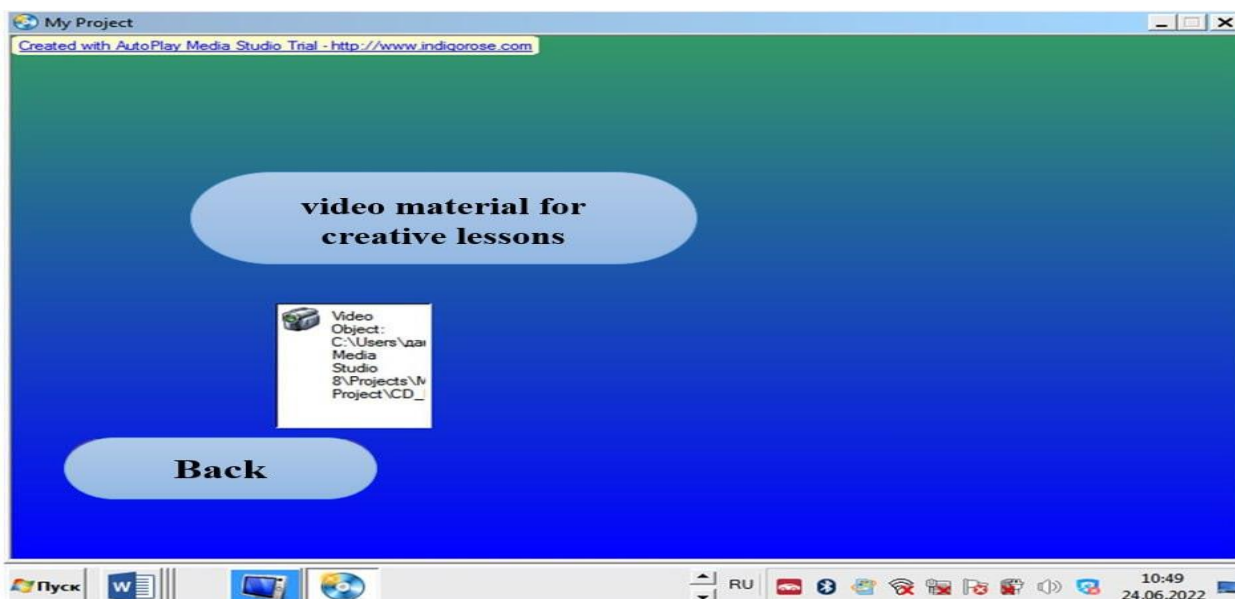 My Project
Created with AutoPlay Media Studio Trial - http://www.indigorose.com
video material for
creative lessons
Video
Object:
C:\Users\
Media
Studio
8\Projects\
Project\CD_
Back
Пуск
W
RU
10:49
24.06.2022